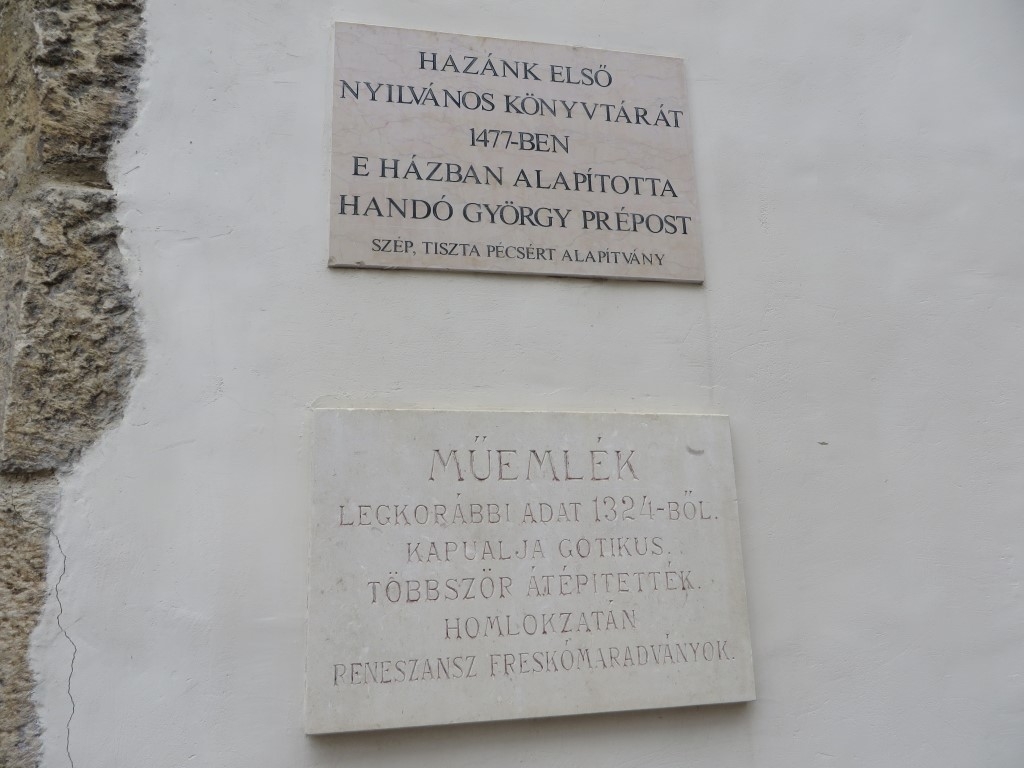 HAZÁNK ELSŐ
NYILVÁNOS KÖNYVTÁRÁT
1477-BEN
E HÁZBAN ALAPÍTOTTA
HANDÓ GYÖRGY PRÉPOST
SZÉP, TISZTA PÉCSÉRT ALAPÍTVÁNY
MŰEMLÉK
LEGKORÁBBI ADAT 1324-BŐL.
KAPUALJA GÓTIKUS.
TÖBBSZÖR ÁTÉPITETTÉK.
HOMLOKZATÁN
RENESZANSZ FRESKÓMARADVÁNYOK.